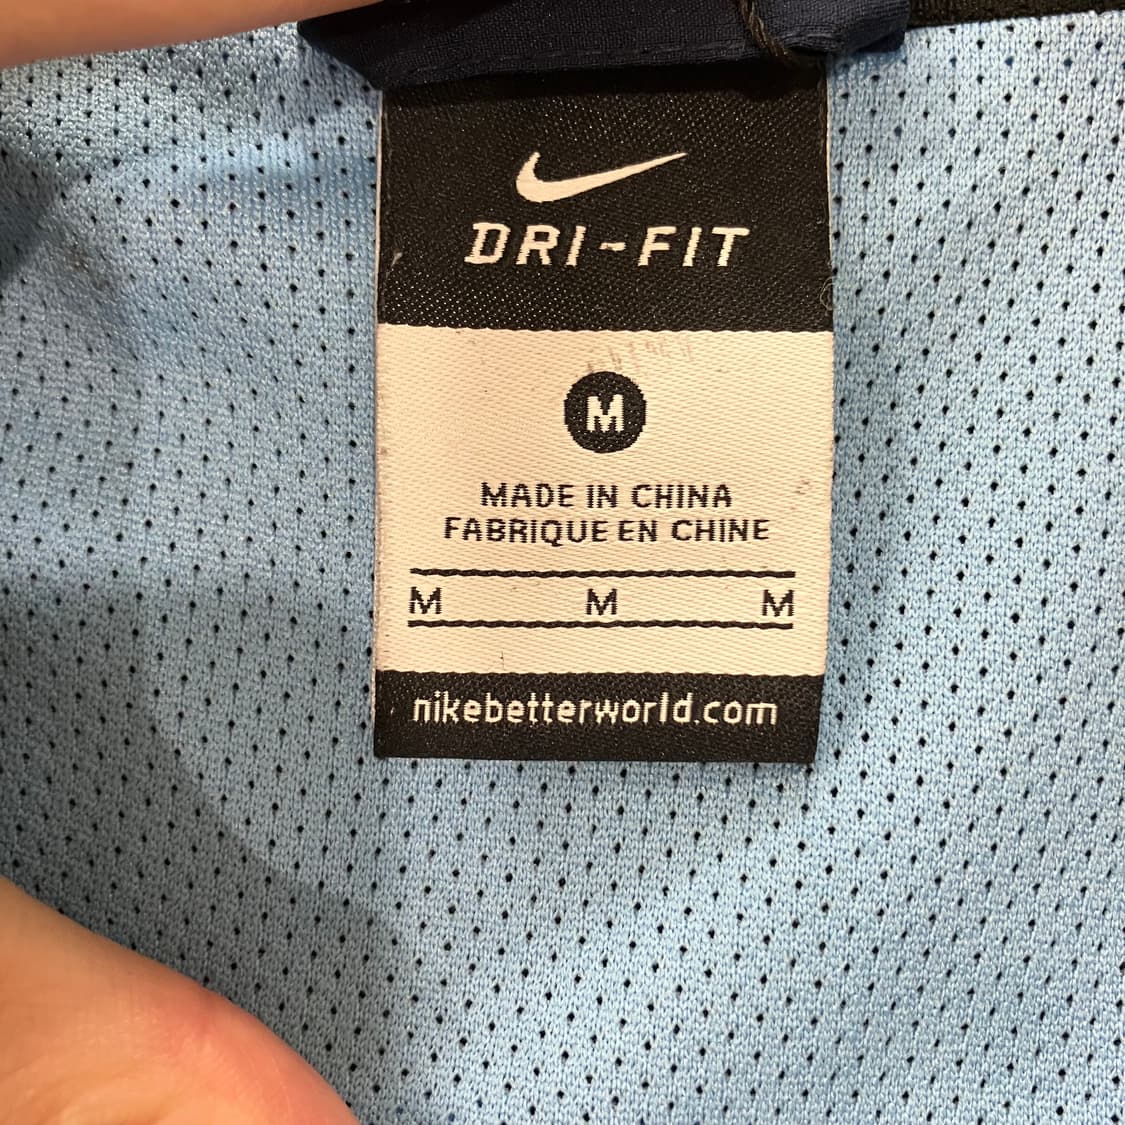 DRI-FIT
M
MADE IN CHINA
FABRIQUE EN CHINE
M M M
nikebetterworld.com